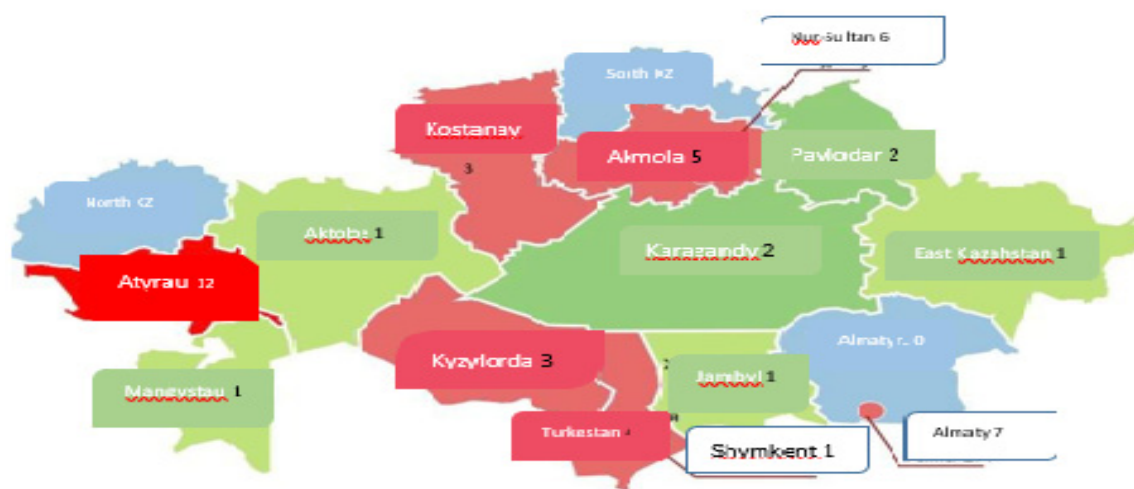 Nur-Sultan 6
South KZ
Kostanay
3
Akmola 5
Pavlodar 2
North KZ
Aktobe 1
Karagandy 2
East Kazahstan 1
Atyrau 12
Almaty r. 0
Kyzylorda 3
Jambyl 1
Mangystau 1
Turkestan
Shymkent 1
Almaty 7